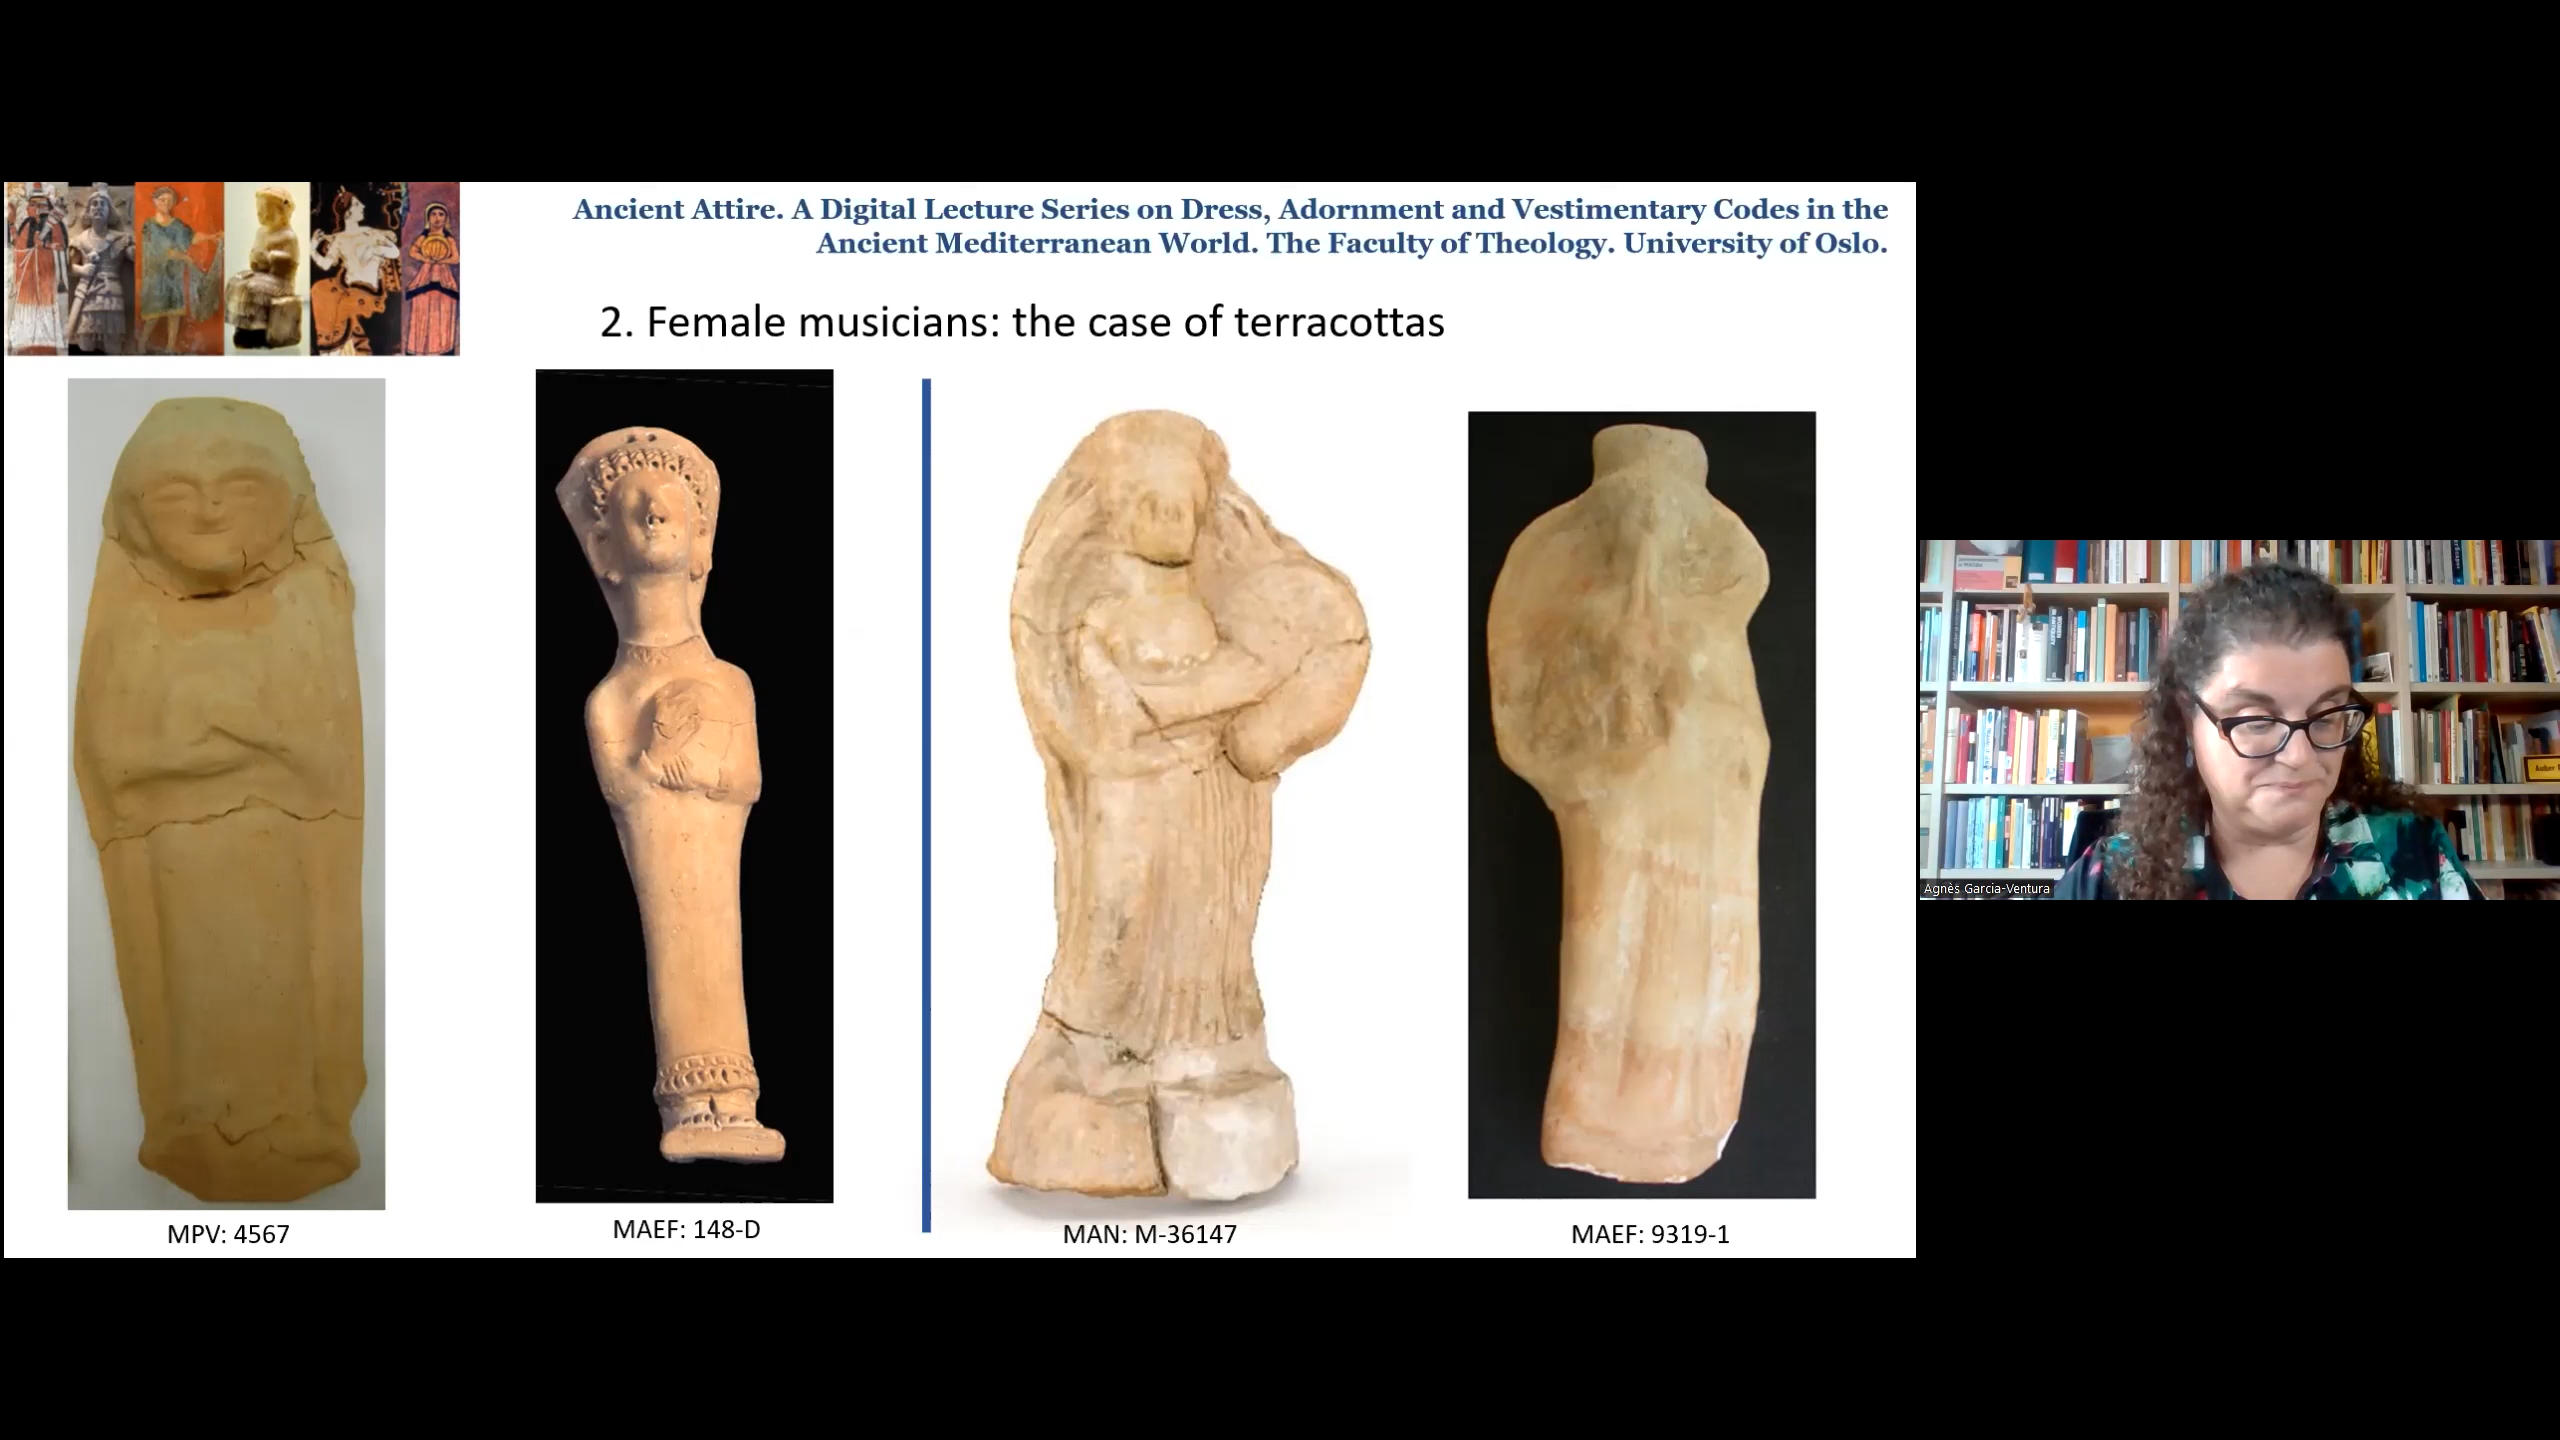 Ancient Attire. A Digital Lecture Series on Dress, Adornment and Vestimentary Codes in the
Ancient Mediterranean World. The Faculty of Theology. University of Oslo.
2. Female musicians: the case of terracottas
MPV: 4567
MAEF: 148-D
MAN: M-36147
MAEF: 9319-1
Agnès Garcia-Ventura